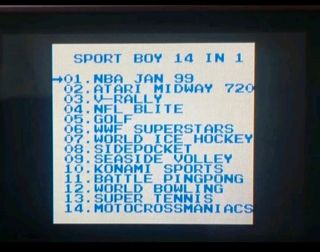 SPORT BOY 14 IN 1
→01.NBA JAN 99
02.ATARI MIDWAY 720
03.V-RALLY
04.NFL BLITE
05.GOLF
06.WWF SUPERSTARS
07.WORLD ICE HOCKEY
08.SIDEPOCKET
09.SEASIDE VOLLEY
10.KONAMI SPORTS
11.BATTLE PINGPONG
12.WORLD BOWLING
13.SUPER TENNIS
14.MOTOCROSSMANIACS